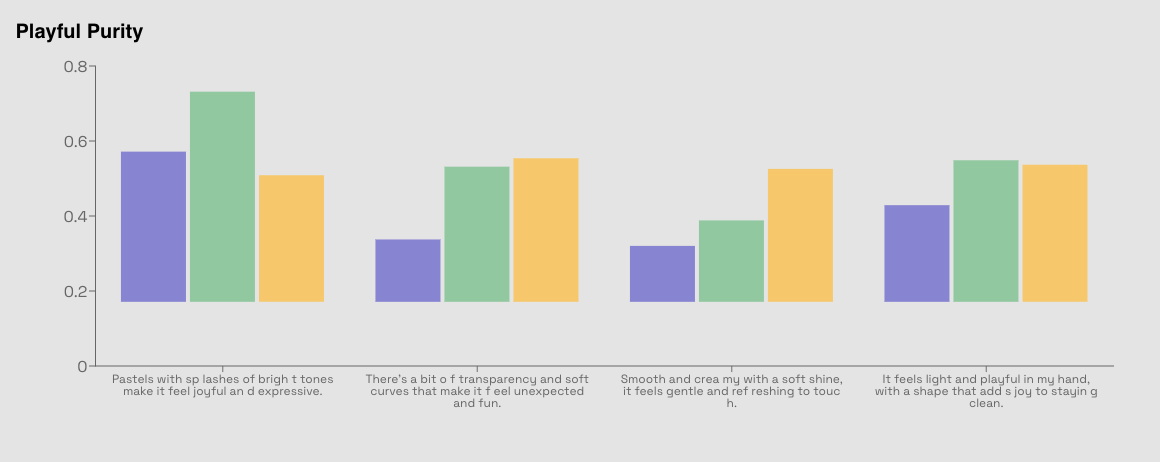 Playful Purity
0.8
0.6
0.4
0.2
0
Pastels with sp lashes of brigh t tones
make it feel joyful an d expressive.
There's a bit o f transparency and soft
curves that make it f eel unexpected
and fun.
Smooth and crea my with a soft shine,
it feels gentle and ref reshing to touc
h.
It feels light and playful in my hand,
with a shape that add s joy to stayin g
clean.